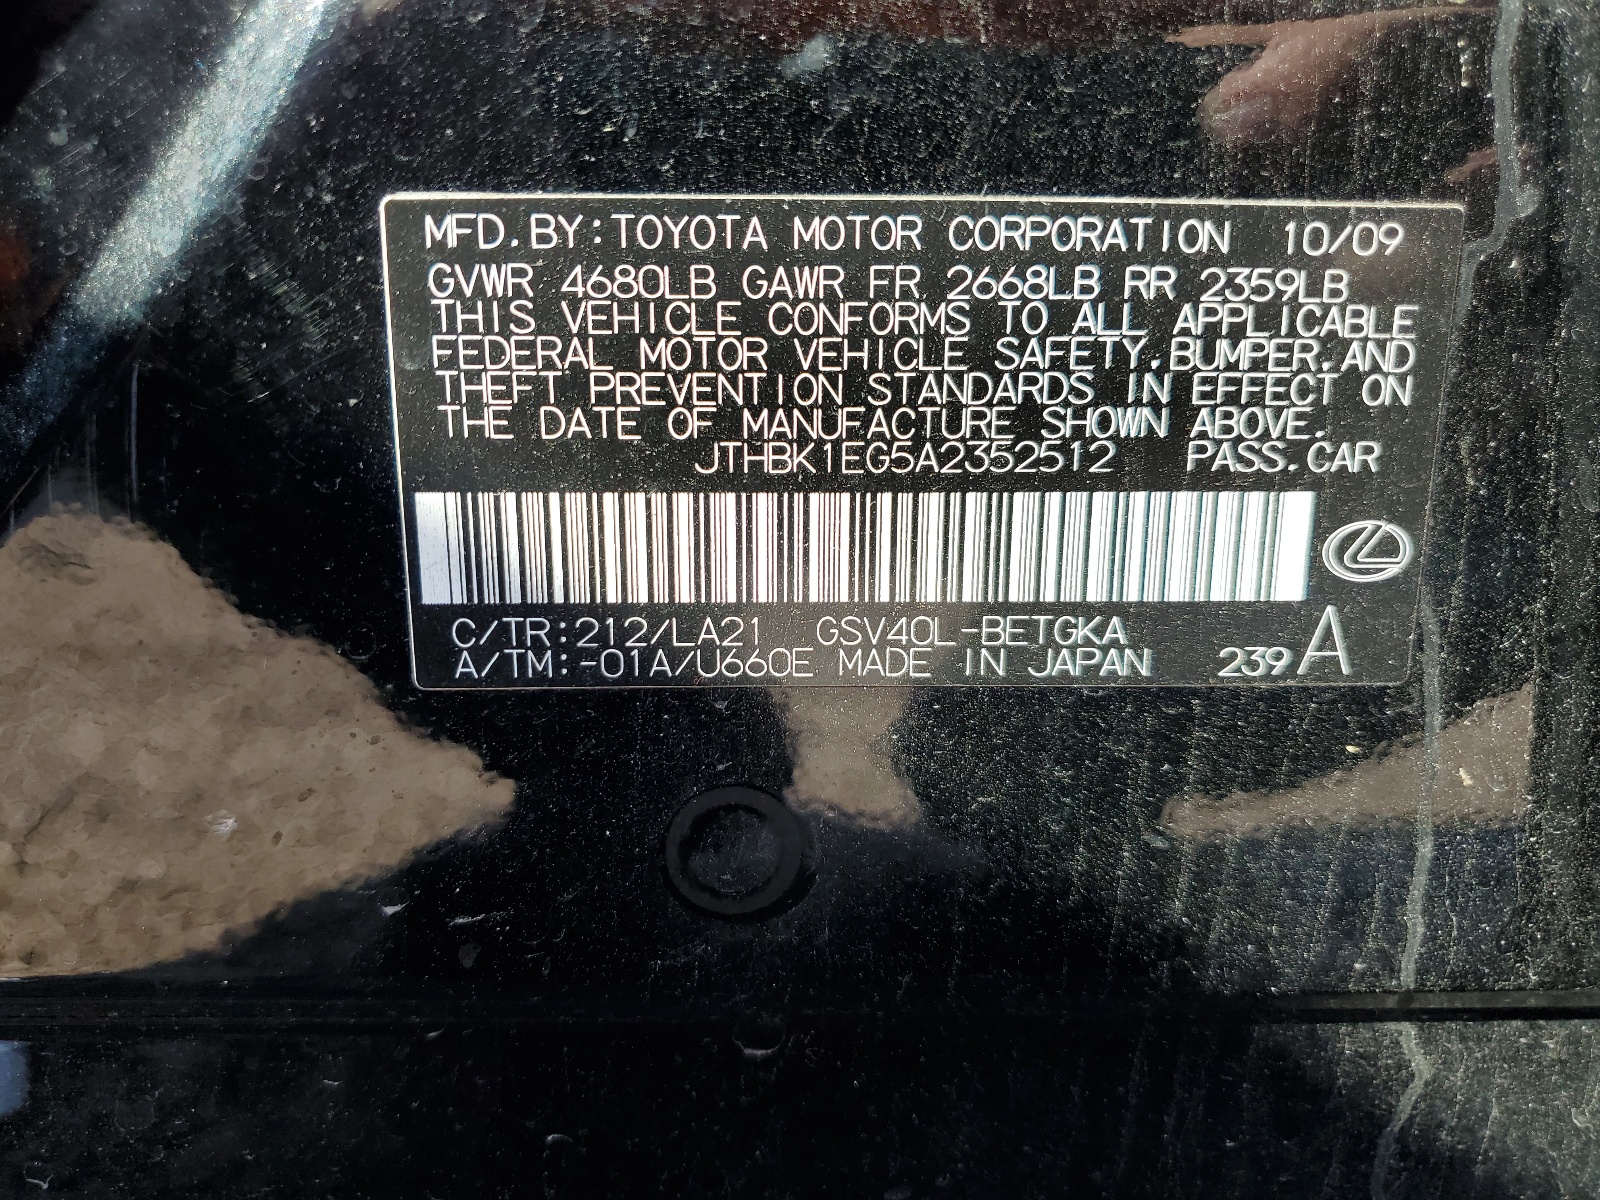 MFD.BY:TOYOTA MOTOR CORPORATION 10/09
GVWR 4680LB GAWR FR 2668LB RR 2359LB
THIS VEHICLE CONFORMS TO ALL APPLICABLE
FEDERAL MOTOR VEHICLE SAFETY,BUMPER,AND
THEFT PREVENTION STANDARDS IN EFFECT ON
THE DATE OF MANUFACTURE SHOWN ABOVE.
JTHBK1EG5A2352512 PASS.CAR
C/TR:212/LA21 GSV40L-BETGKA
A/TM:-01A/U660E MADE IN JAPAN 239 A